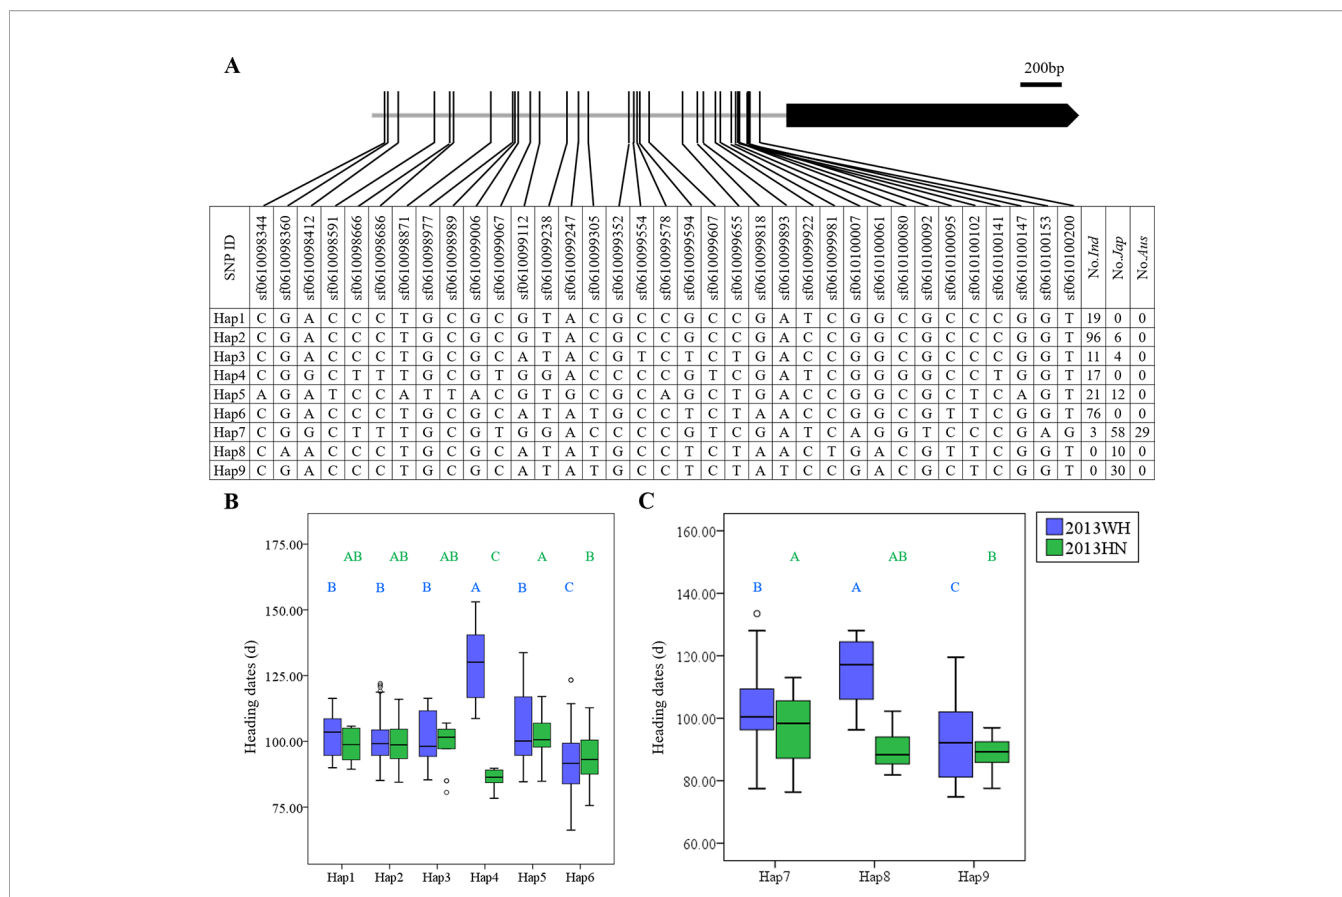 A
200bp
SNP ID sf0610098344 sf0610098360 sf0610098412 sf0610098591 sf0610098666 sf0610098686 sf0610098871 sf0610098977 sf0610098989 sf0610099006 sf0610099067 sf0610099112 sf0610099238 sf0610099247 sf0610099305 sf0610099352 sf0610099554 sf0610099578 sf0610099594 sf0610099607 sf0610099655 sf0610099818 sf0610099893 sf0610099922 sf0610099981 sf0610100007 sf0610100061 sf0610100080 sf0610100092 sf0610100095 sf0610100102 sf0610100141 sf0610100147 sf0610100153 sf0610100200 No.Ind No.Jap No.Aus
Hap1 C G A C C C T G C G C G T A C G C C G C C G A T C G G C G C C C G G T 19 0 0
Hap2 C G A C C C T G C G C G T A C G C C G C C G A C C G G C G C C C G G T 96 6 0
Hap3 C G A C C C T G C G C A T A C G T C T C T G A C C G G C G C C C G G T 11 4 0
Hap4 C G G C T T T G C G T G G A C C C C G T C G A T C G G G G C C T G G T 17 0 0
Hap5 A G A T C C A T T A C G T G C G C A G C T G A C C G G C G C T C A G T 21 12 0
Hap6 C G A C C C T G C G C A T A T G C C T C T A A C C G G C G T T C G G T 76 0 0
Hap7 C G G C T T T G C G T G G A C C C C G T C G A T C A G G T C C C G A G 3 58 29
Hap8 C A A C C C T G C G C A T A T G C C T C T A A C T G A C G T T C G G T 0 10 0
Hap9 C G A C C C T G C G C A T A T G C C T C T A T C C G A C G C T C G G T 0 30 0
B
Heading dates (d)
175.00
150.00
125.00
100.00
75.00
AB AB AB C A B
B B B A B C
Hap1 Hap2 Hap3 Hap4 Hap5 Hap6
C
Heading dates (d)
160.00
140.00
120.00
100.00
80.00
60.00
A AB B
B A C
Hap7 Hap8 Hap9
2013WH
2013HN